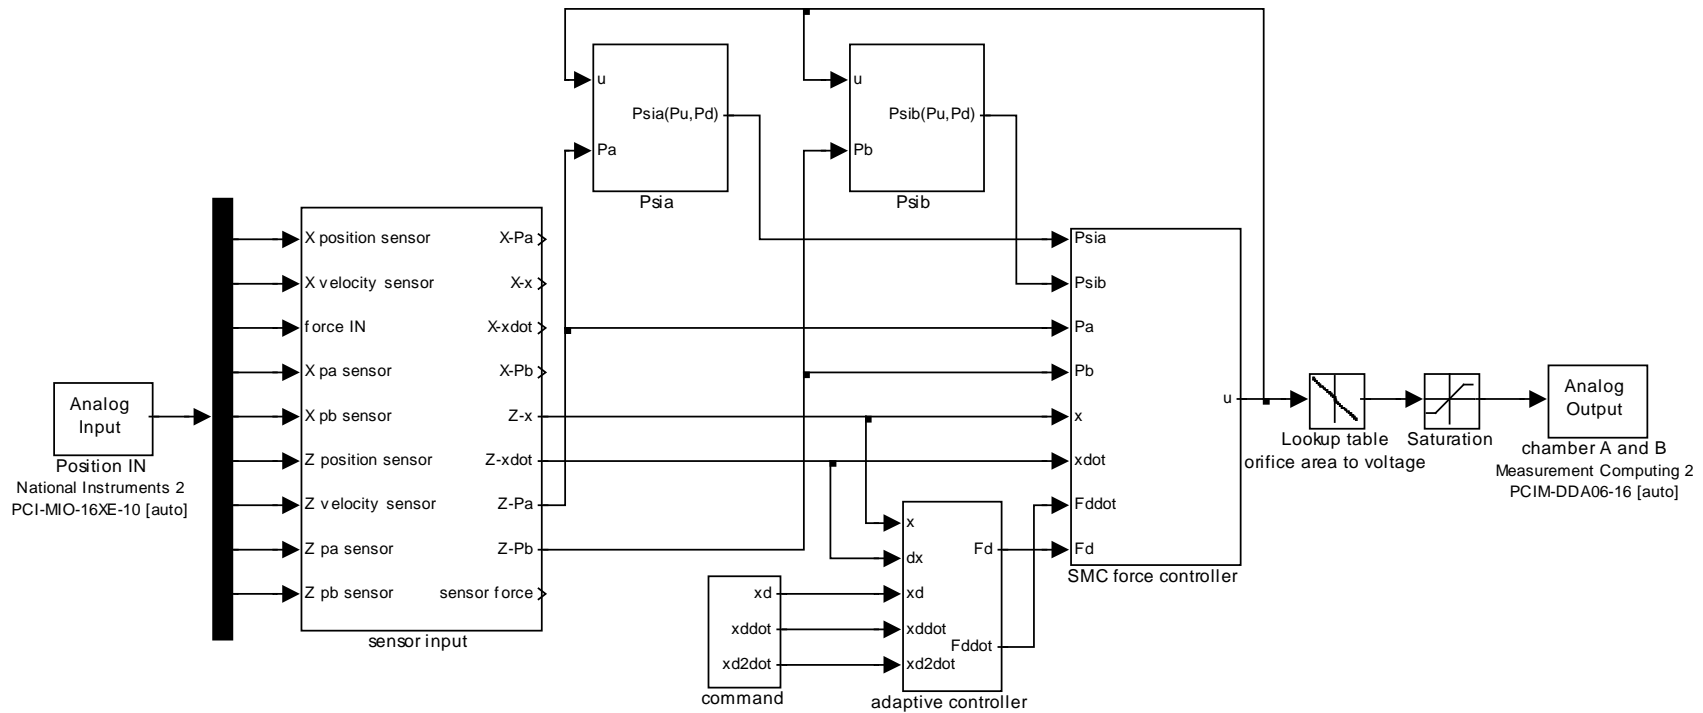 u
Psia(Pu,Pd)
Pa
Psia
u
Psib(Pu,Pd)
Pb
Psib
Analog
Input
Position IN
National Instruments 2
PCI-MIO-16XE-10 [auto]
X position sensor
X velocity sensor
force IN
X pa sensor
X pb sensor
Z position sensor
Z velocity sensor
Z pa sensor
Z pb sensor
X-Pa
X-x
X-xdot
X-Pb
Z-x
Z-xdot
Z-Pa
Z-Pb
sensor force
sensor input
xd
xddot
xd2dot
command
x
dx
xd
xddot
xd2dot
Fd
Fddot
adaptive controller
Psia
Psib
Pa
Pb
x
xdot
Fddot
Fd
u
SMC force controller
Lookup table
orifice area to voltage
Saturation
Analog
Output
chamber A and B
Measurement Computing 2
PCIM-DDA06-16 [auto]